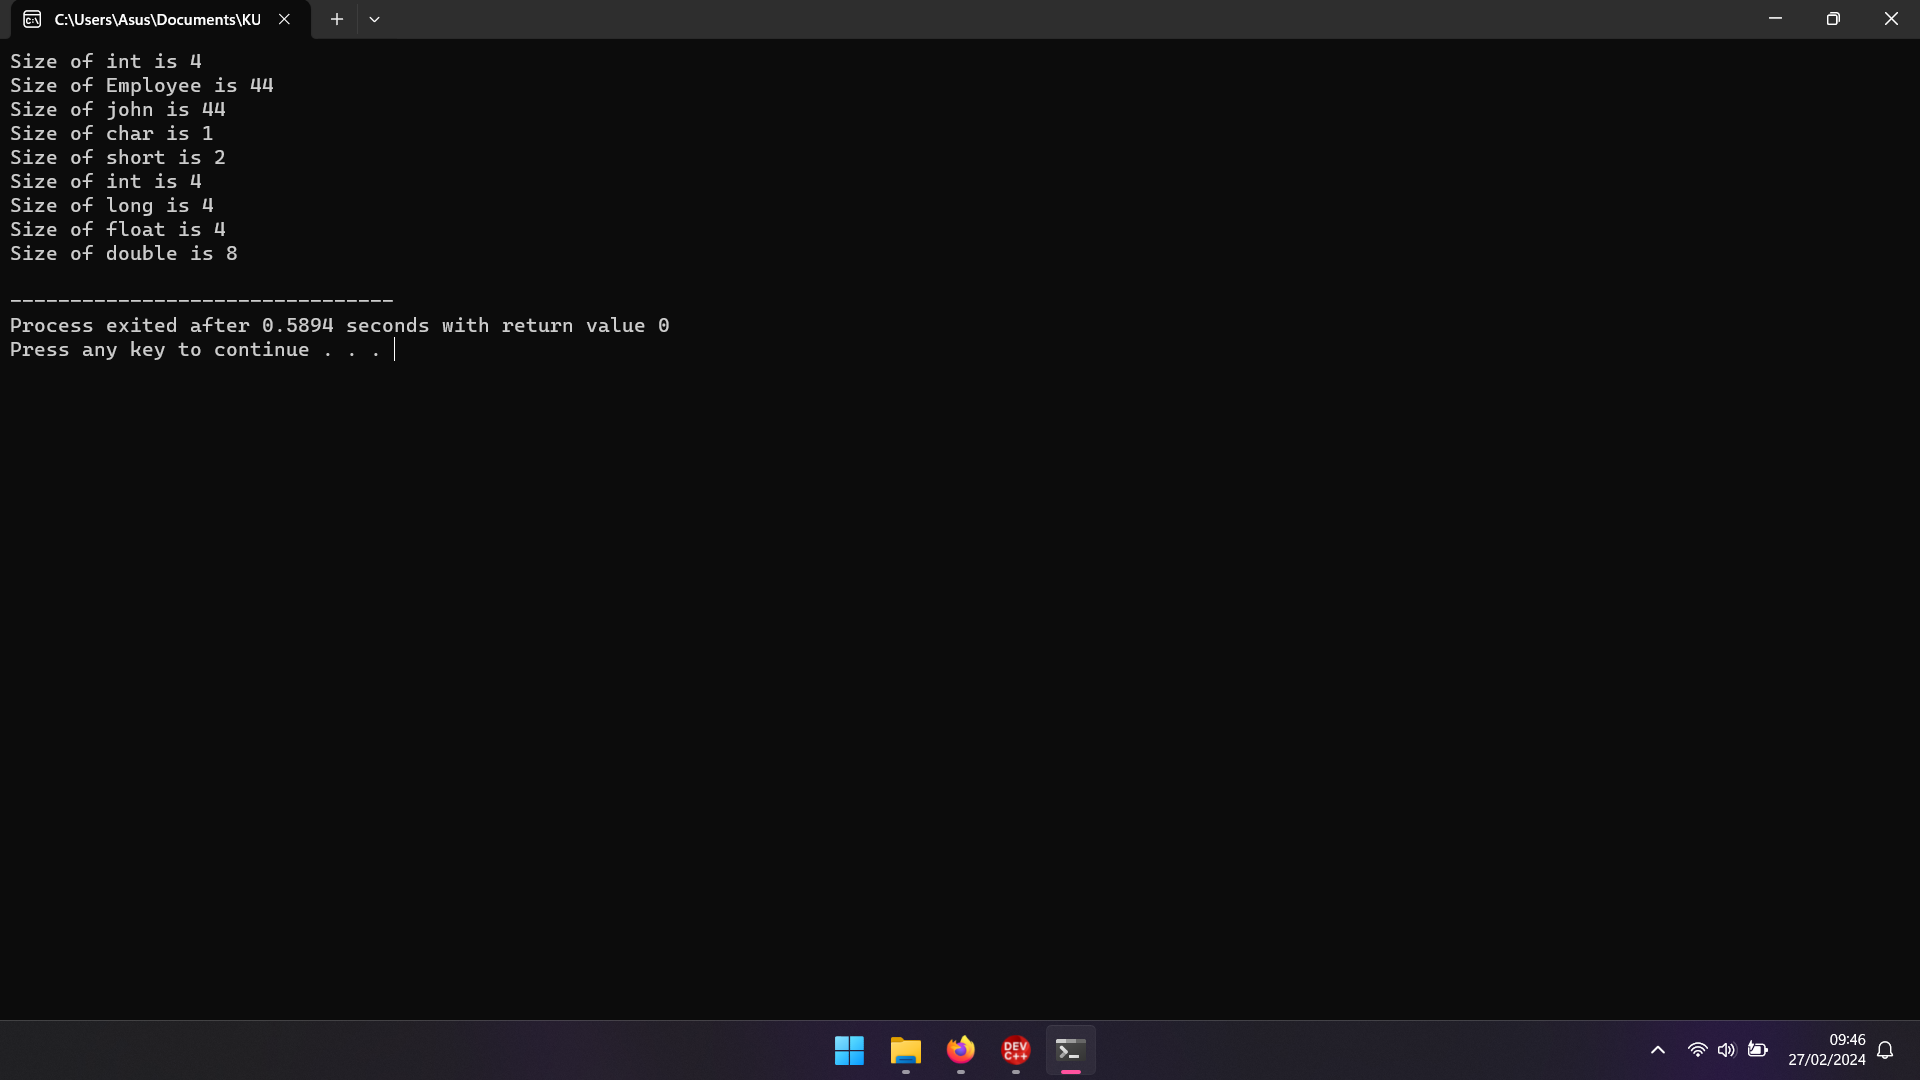 C:\Users\Asus\Documents\KU
Size of int is 4
Size of Employee is 44
Size of john is 44
Size of char is 1
Size of short is 2
Size of int is 4
Size of long is 4
Size of float is 4
Size of double is 8
--------------------------------
Process exited after 0.5894 seconds with return value 0
Press any key to continue . . .
DEV
C++
09:46
27/02/2024